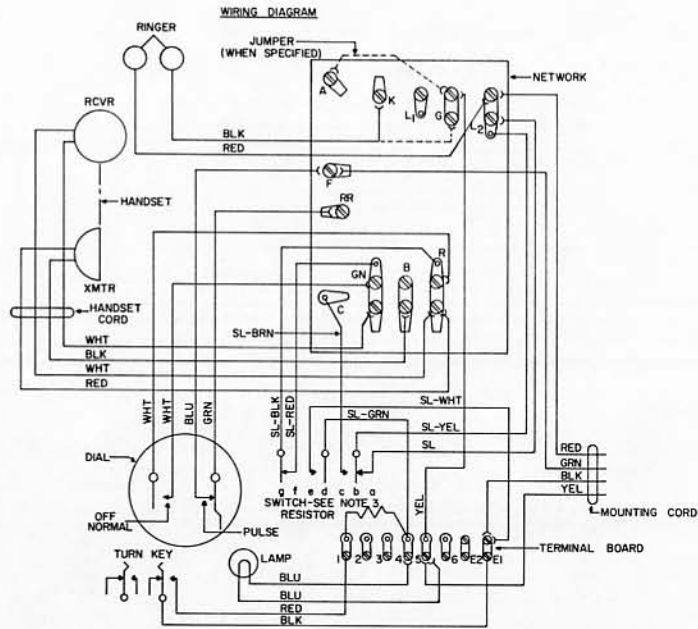 WIRING DIAGRAM
RINGER
JUMPER
(WHEN SPECIFIED)
NETWORK
A
K
L1
G
L2
RCVR
BLK
RED
F
HANDSET
RR
XMTR
GN
B
R
C
HANDSET
CORD
SL-BRN
WHT
BLK
WHT
RED
WHT
WHT
BLU
GRN
SL-BLK
SL-RED
SL-WHT
SL-GRN
SL-YEL
SL
RED
GRN
BLK
YEL
DIAL
g f e d c b a
SWITCH-SEE NOTE 3
RESISTOR
YEL
MOUNTING CORD
OFF
NORMAL
PULSE
TURN KEY
LAMP
1 2 3 4 5 6 E2 E1
TERMINAL BOARD
BLU
BLU
RED
BLK